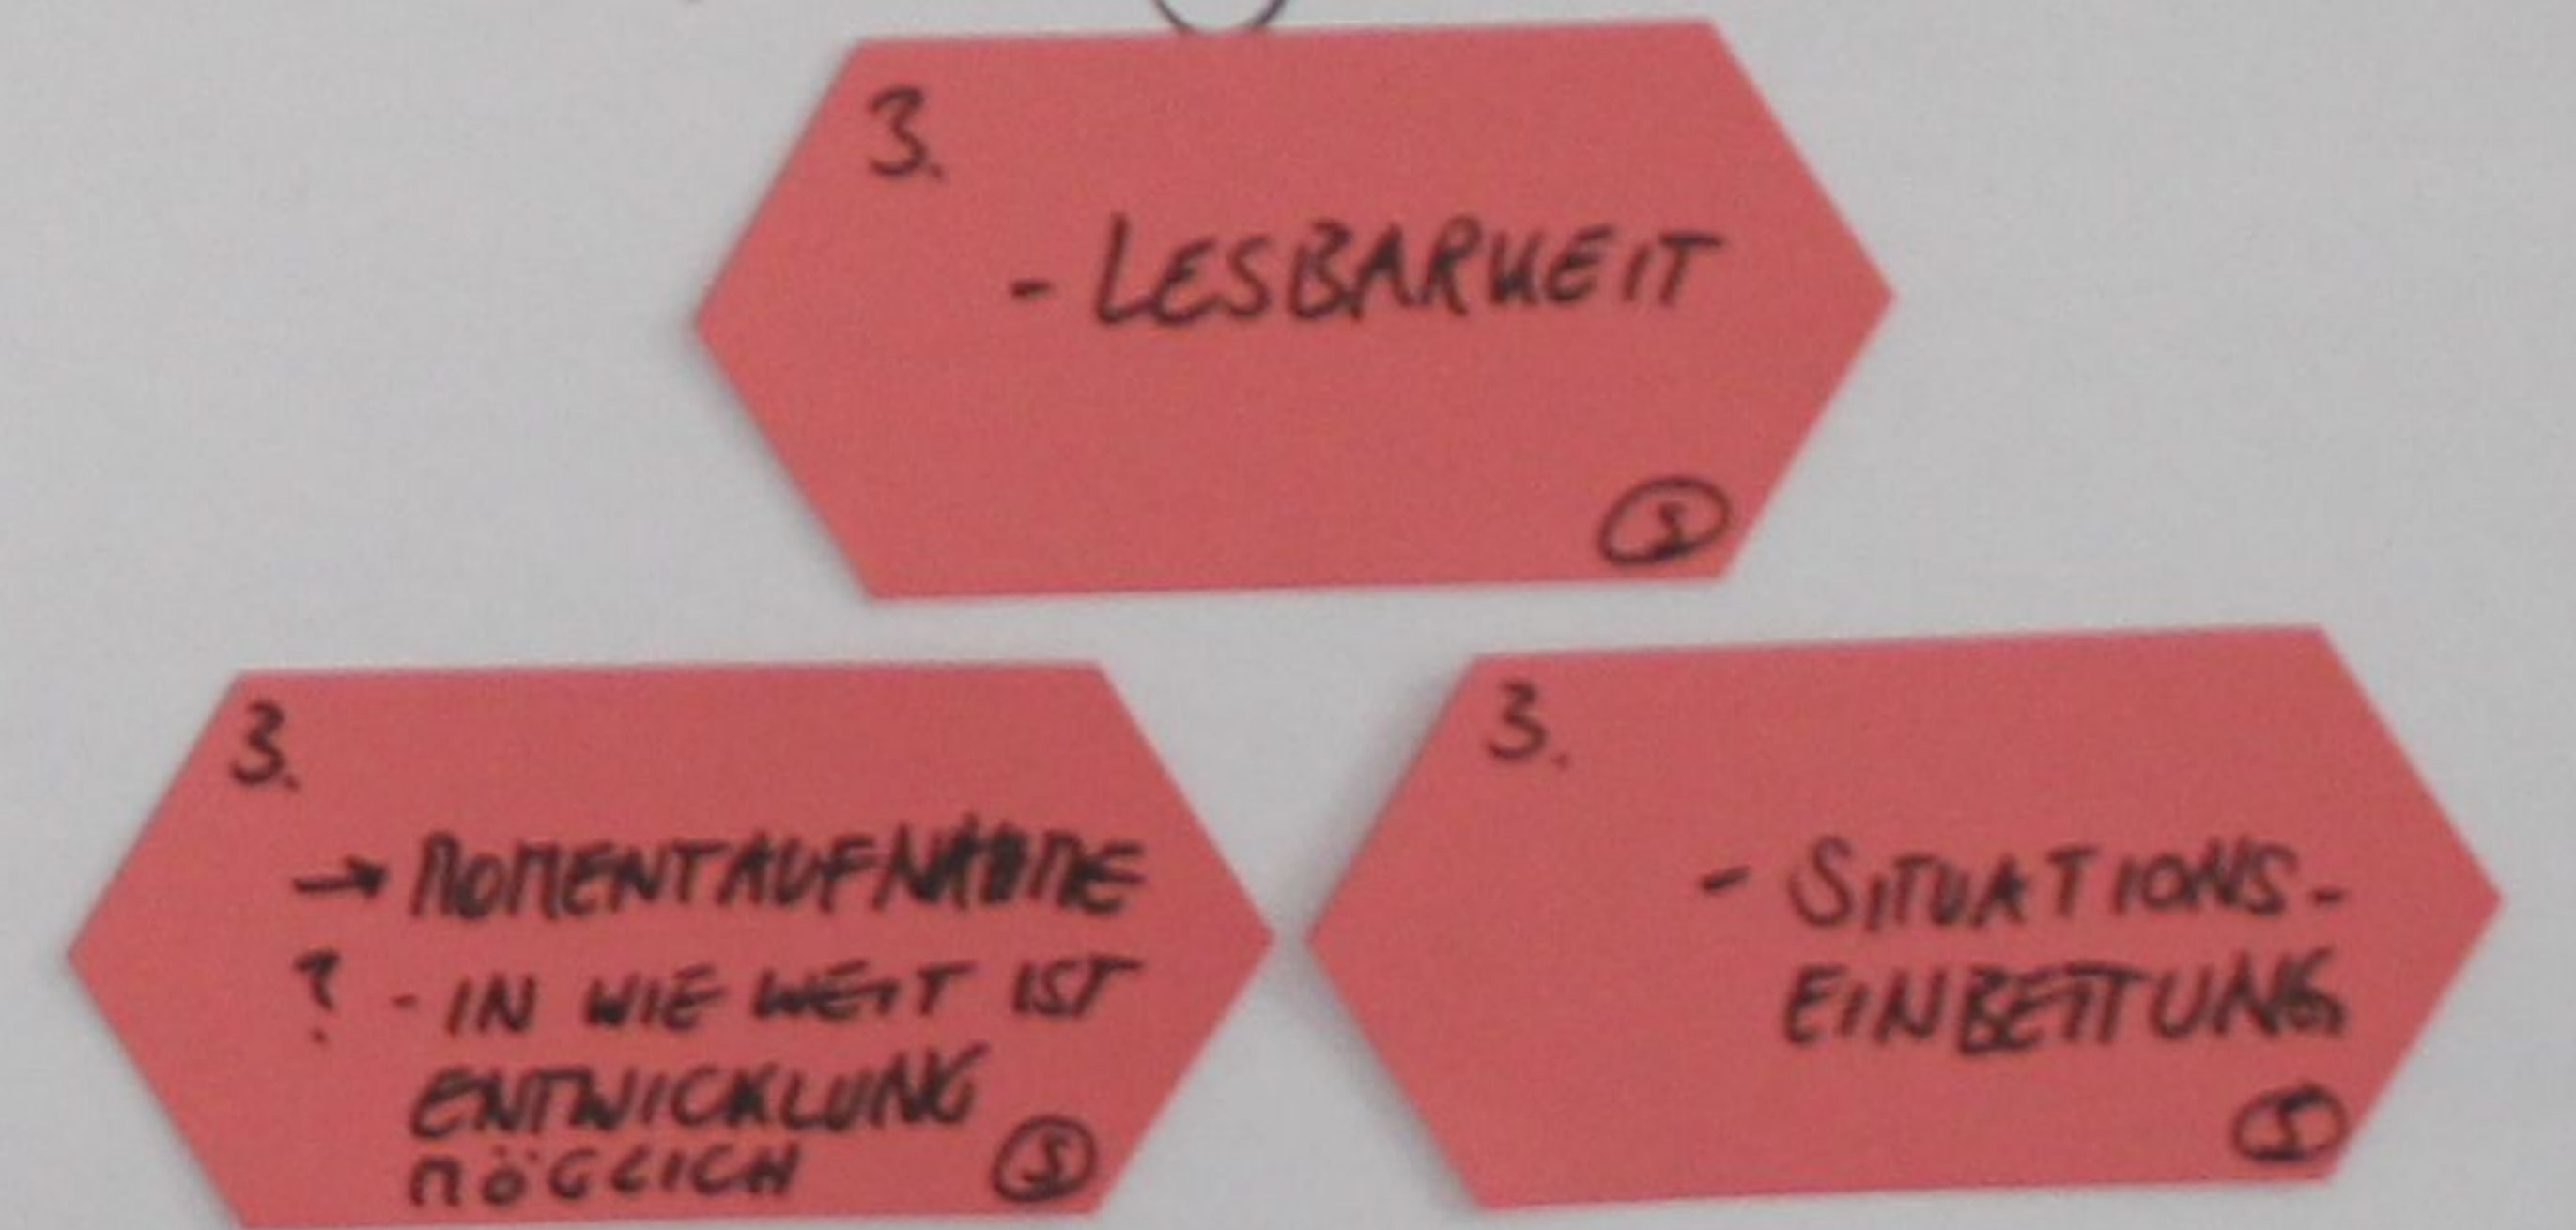 3.
- LESBARKEIT
3.
→ MOMENTAUFNAHME
? - IN WIE WEIT IST
ENTWICKLUNG
MÖGLICH
3.
- SITUATIONS-
EINBETTUNG